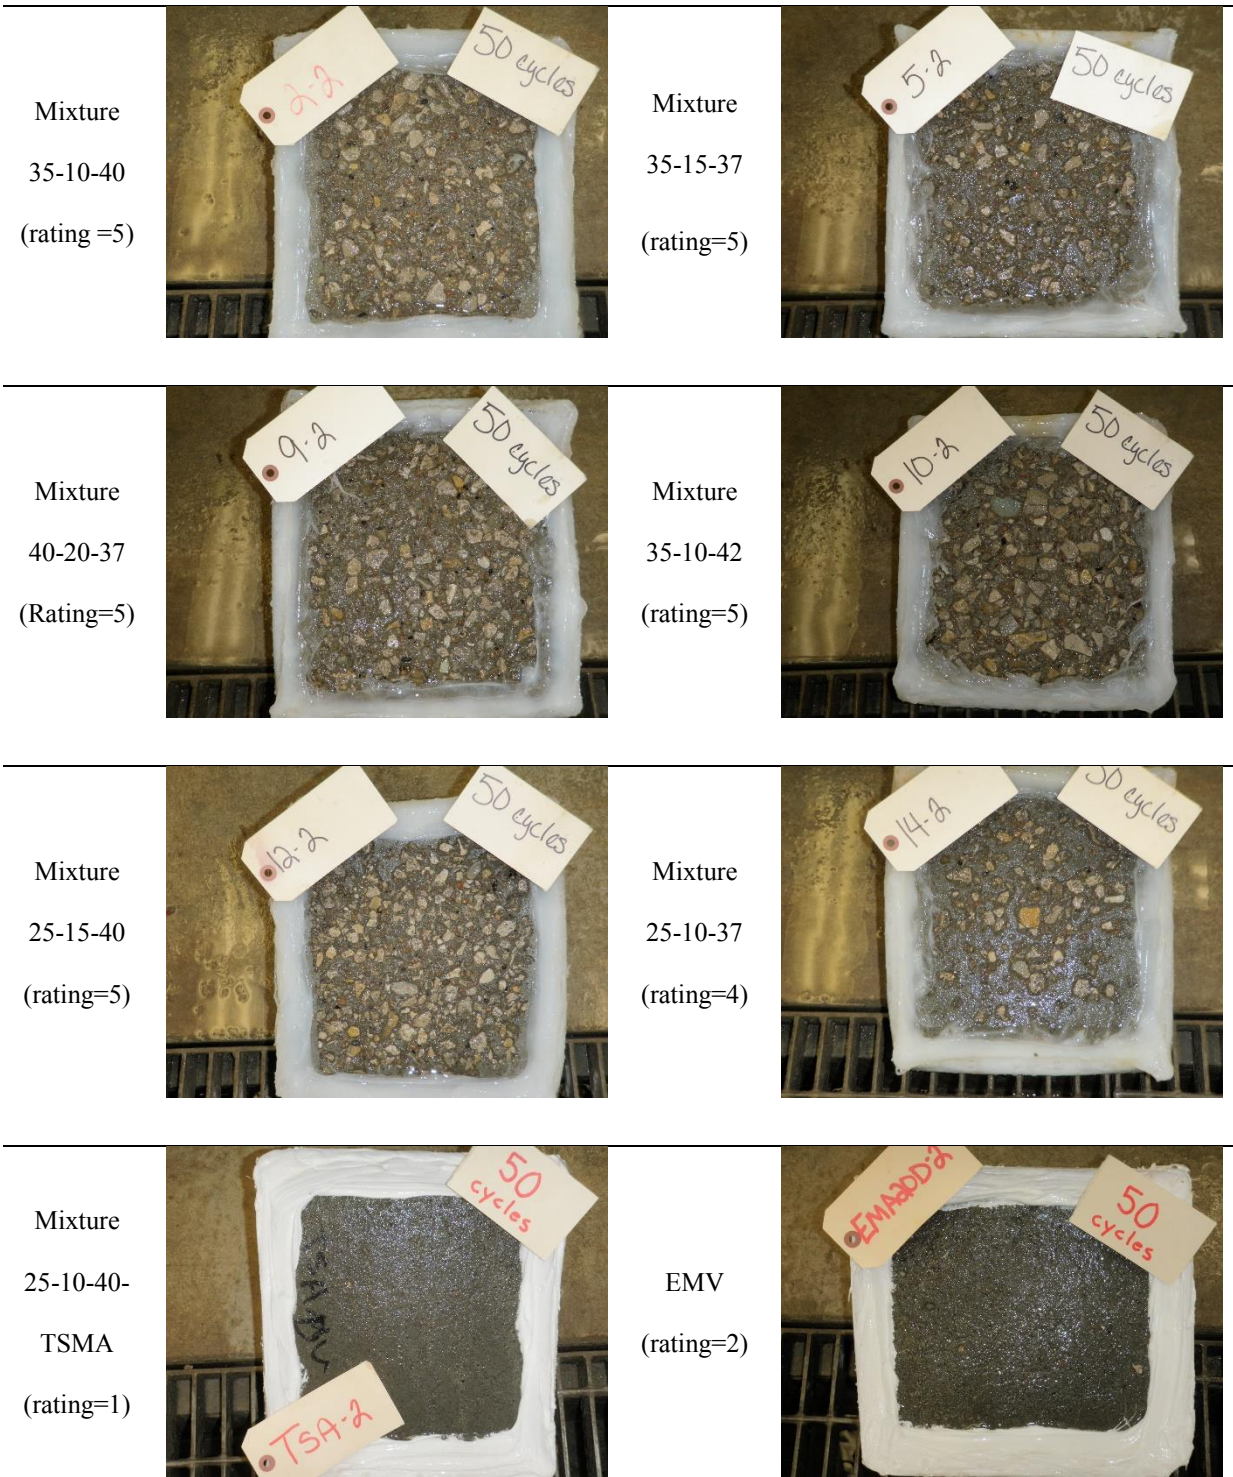 Mixture
35-10-40
(rating =5)
2-2
50 cycles
Mixture
35-15-37
(rating=5)
5-2
50 cycles
Mixture
40-20-37
(Rating=5)
9-2
50 cycles
Mixture
35-10-42
(rating=5)
10-2
50 cycles
Mixture
25-15-40
(rating=5)
12-2
50 cycles
Mixture
25-10-37
(rating=4)
14-2
50 cycles
Mixture
25-10-40-
TSMA
(rating=1)
50
cycles
TSA-2
EMV
(rating=2)
50
cycles